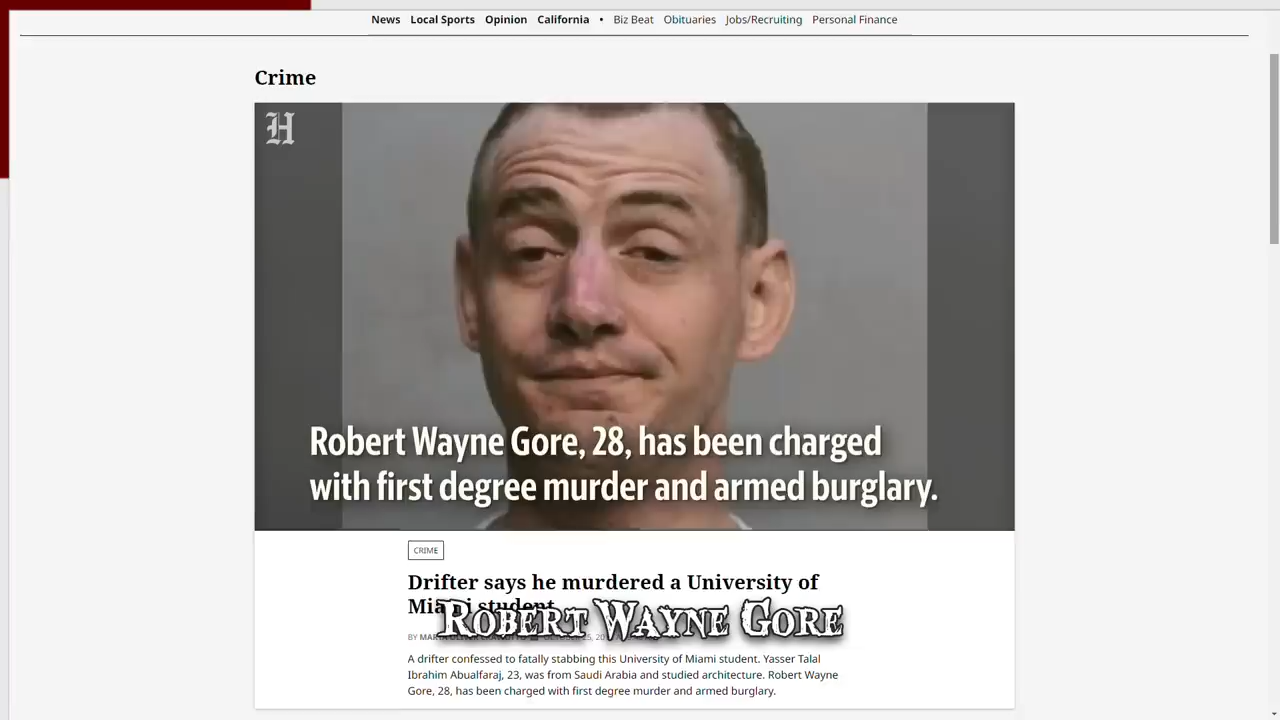 News Local Sports Opinion California • Biz Beat Obituaries Jobs/Recruiting Personal Finance
Crime
H
Robert Wayne Gore, 28, has been charged
with first degree murder and armed burglary.
CRIME
Drifter says he murdered a University of
Miami student
ROBERT WAYNE GORE
BY
A drifter confessed to fatally stabbing this University of Miami student. Yasser Talal
Ibrahim Abualfaraj, 23, was from Saudi Arabia and studied architecture. Robert Wayne
Gore, 28, has been charged with first degree murder and armed burglary.